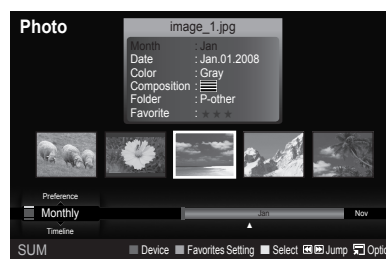 Photo
image_1.jpg
Month : Jan
Date : Jan.01.2008
Color : Gray
Composition :
Folder : P-other
Favorite : ★★★
Preference
Monthly
Jan
Nov
Timeline
SUM
Device Favorites Setting Select Jump Optio